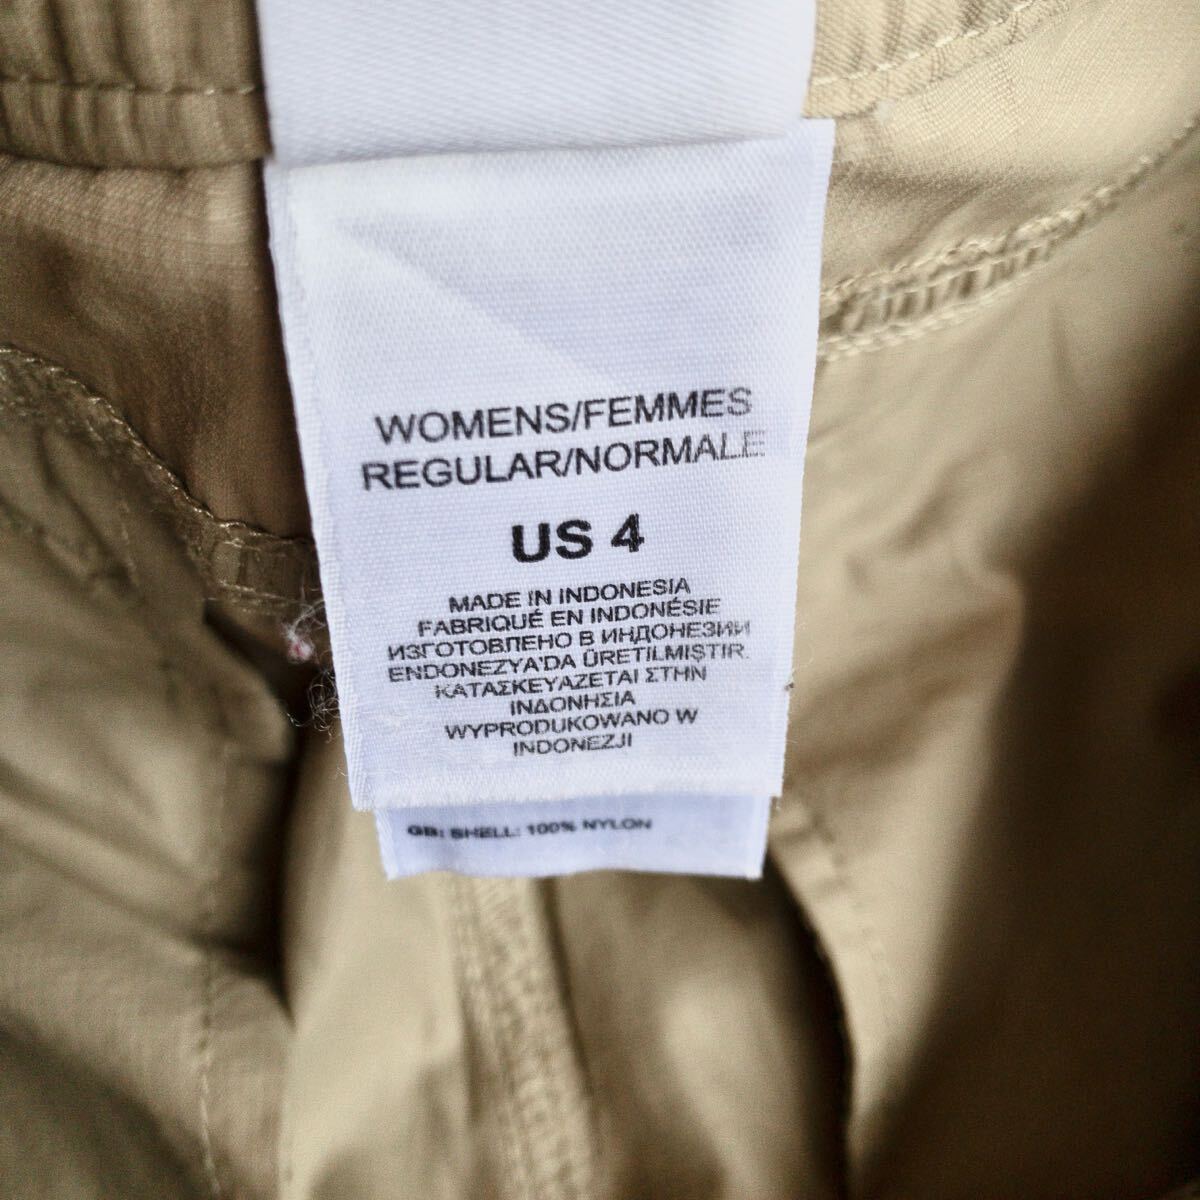 WOMENS/FEMMES
REGULAR/NORMALE
US 4
MADE IN INDONESIA
FABRIQUÉ EN INDONÉSIE
ИЗГОТОВЛЕНО В ИНДОНЕЗИИ
ENDONEZYA'DA ÜRETILMIŞTIR.
ΚΑΤΑΣΚΕΥΑΖΕΤΑΙ ΣΤΗΝ
ΙΝΔΟΝΗΣΙΑ
WYPRODUKOWANO W
INDONEZJI
GB: SHELL: 100% NYLON